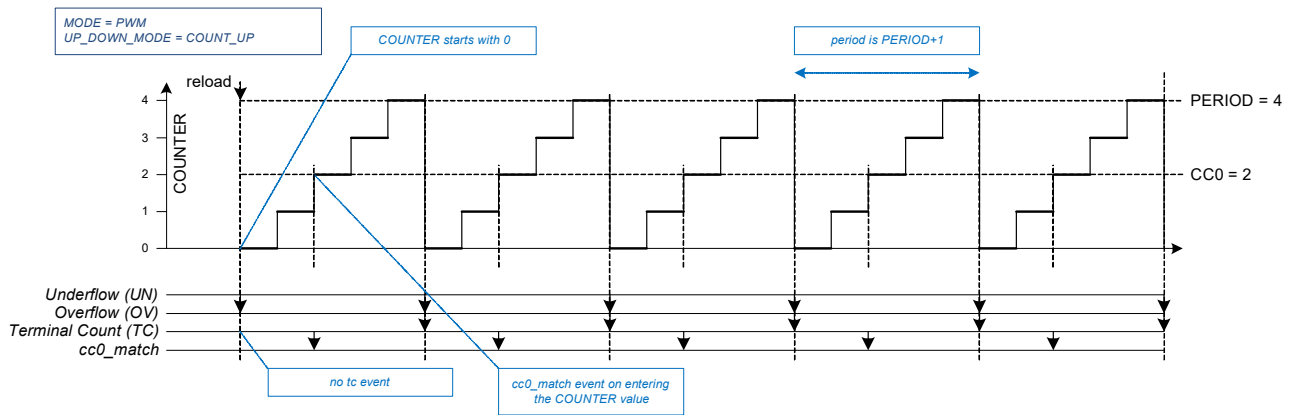 MODE = PWM
UP_DOWN_MODE = COUNT_UP
COUNTER starts with 0
period is PERIOD+1
reload
4
3
2
1
0
COUNTER
PERIOD = 4
CC0 = 2
Underflow (UN)
Overflow (OV)
Terminal Count (TC)
cc0_match
no tc event
cc0_match event on entering
the COUNTER value